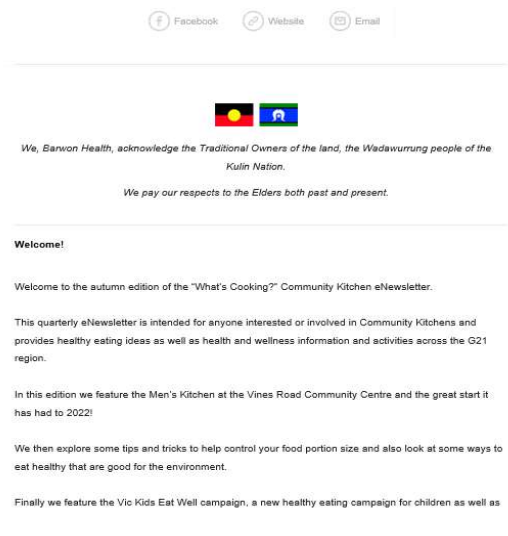 Facebook Website Email
We, Barwon Health, acknowledge the Traditional Owners of the land, the Wadawurrung people of the
Kulin Nation.
We pay our respects to the Elders both past and present.
Welcome!
Welcome to the autumn edition of the "What's Cooking?" Community Kitchen eNewsletter.
This quarterly eNewsletter is intended for anyone interested or involved in Community Kitchens and
provides healthy eating ideas as well as health and wellness information and activities across the G21
region.
In this edition we feature the Men's Kitchen at the Vines Road Community Centre and the great start it
has had to 2022!
We then explore some tips and tricks to help control your food portion size and also look at some ways to
eat healthy that are good for the environment.
Finally we feature the Vic Kids Eat Well campaign, a new healthy eating campaign for children as well as